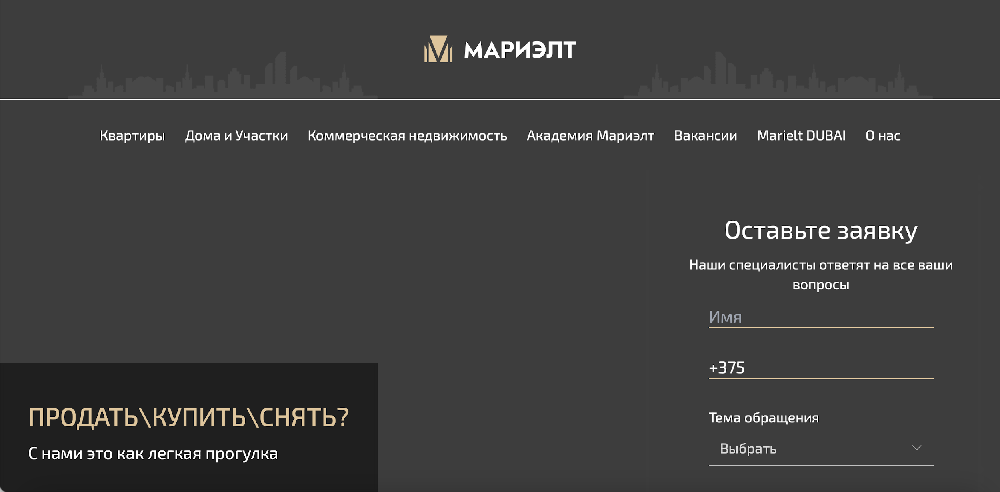 МАРИЭЛТ
Квартиры Дома и Участки Коммерческая недвижимость Академия Мариэлт Вакансии Marielt DUBAI О нас
Оставьте заявку
Наши специалисты ответят на все ваши
вопросы
Имя
+375
Тема обращения
Выбрать
ПРОДАТЬ\КУПИТЬ\СНЯТЬ?
С нами это как легкая прогулка